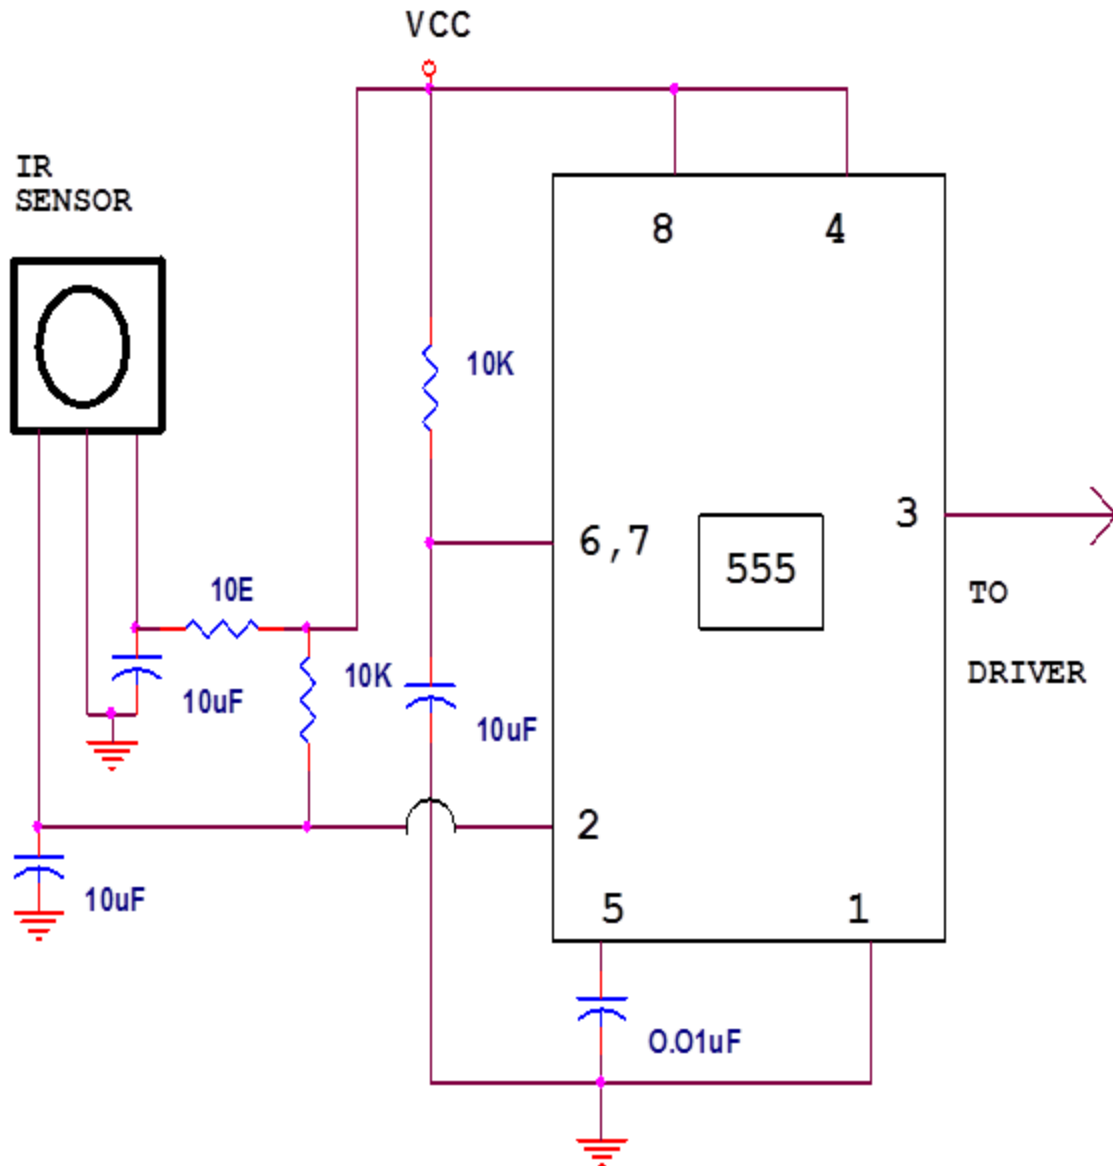 VCC
IR
SENSOR
8
4
10K
6,7
3
555
10E
TO
10K
DRIVER
10uF
10uF
2
10uF
5
1
0.01uF